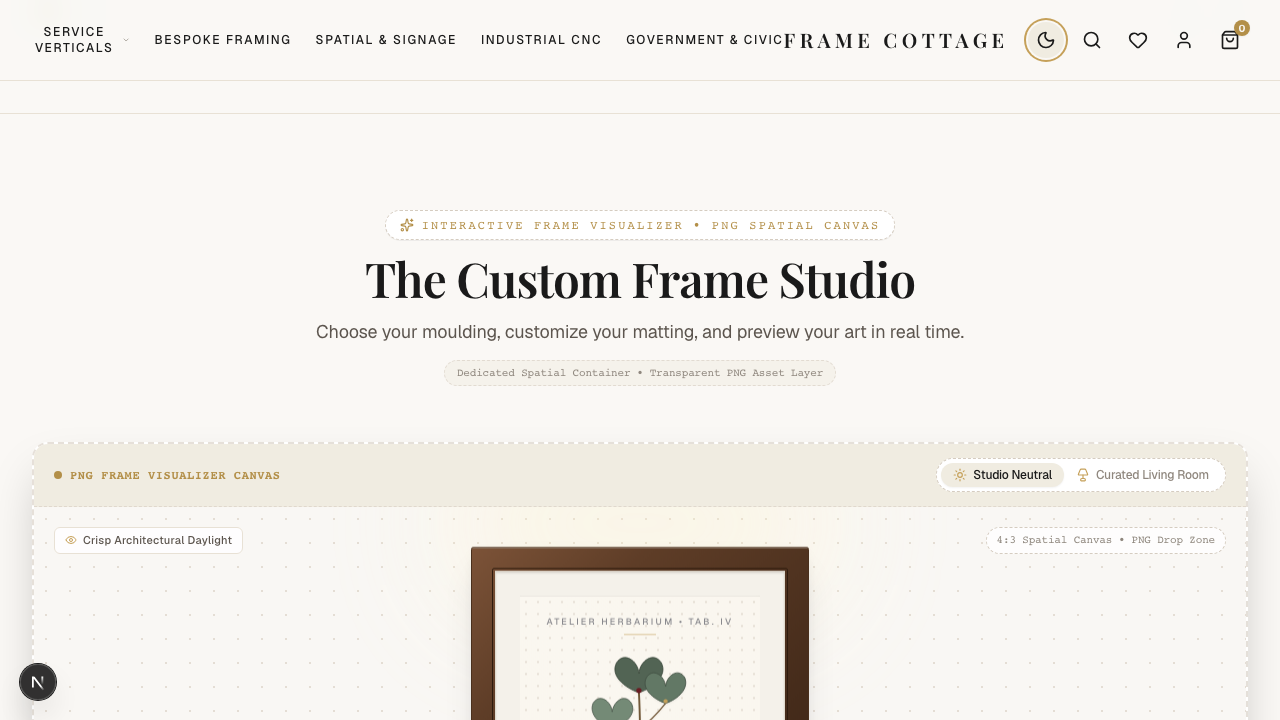 SERVICE
VERTICALS
BESPOKE FRAMING
SPATIAL & SIGNAGE
INDUSTRIAL CNC
GOVERNMENT & CIVIC
FRAME COTTAGE
0
INTERACTIVE FRAME VISUALIZER • PNG SPATIAL CANVAS
The Custom Frame Studio
Choose your moulding, customize your matting, and preview your art in real time.
Dedicated Spatial Container • Transparent PNG Asset Layer
PNG FRAME VISUALIZER CANVAS
Studio Neutral
Curated Living Room
Crisp Architectural Daylight
4:3 Spatial Canvas • PNG Drop Zone
ATELIER HERBARIUM • TAB. IV
N